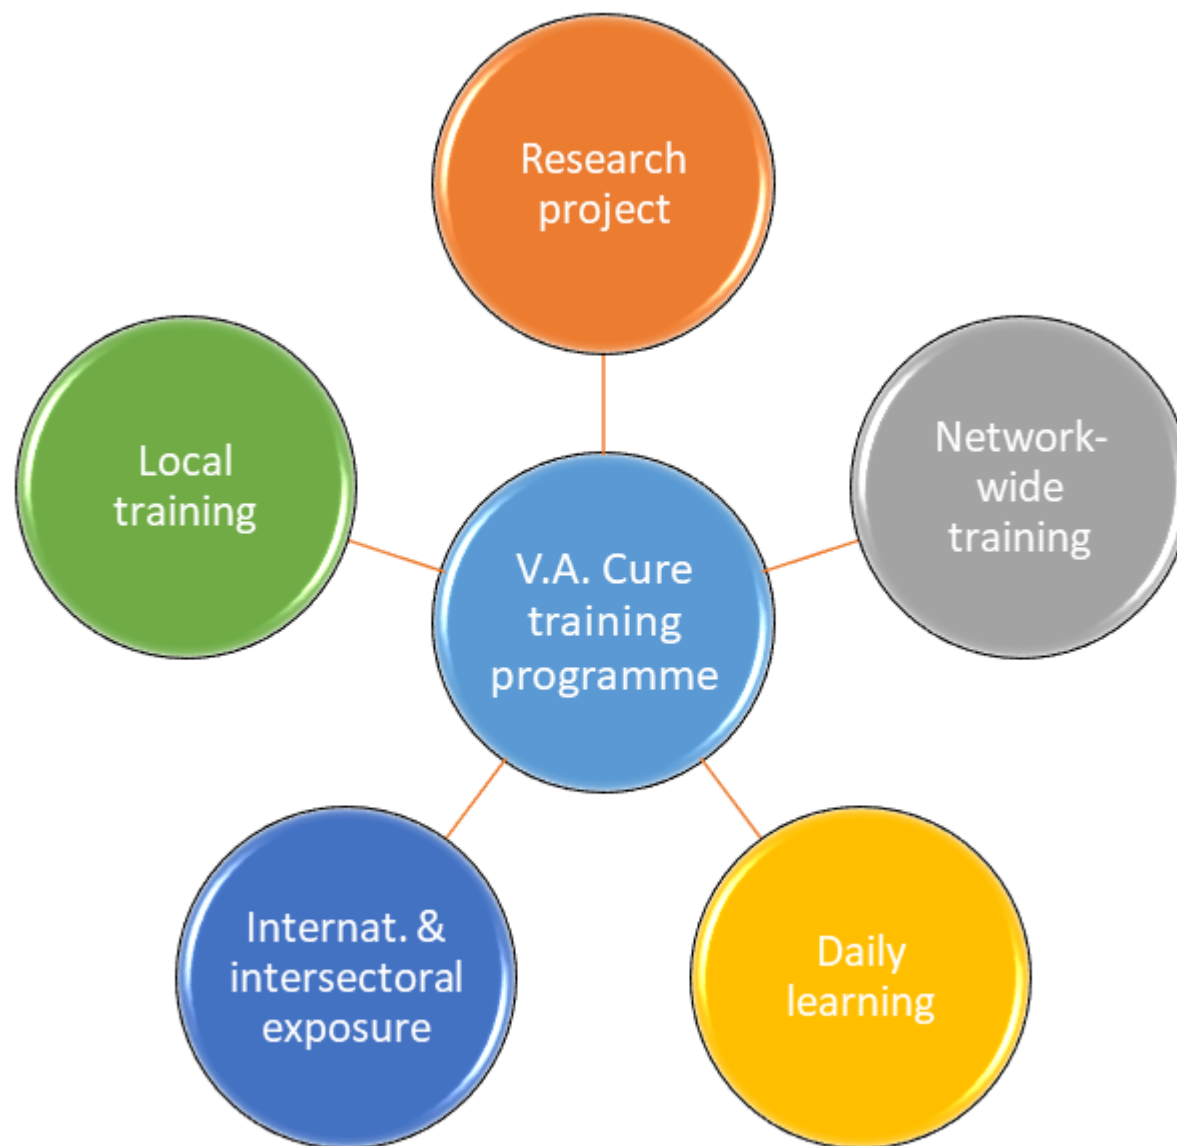 Research
project
Local
training
Network-
wide
training
V.A. Cure
training
programme
Internat. &
intersectoral
exposure
Daily
learning